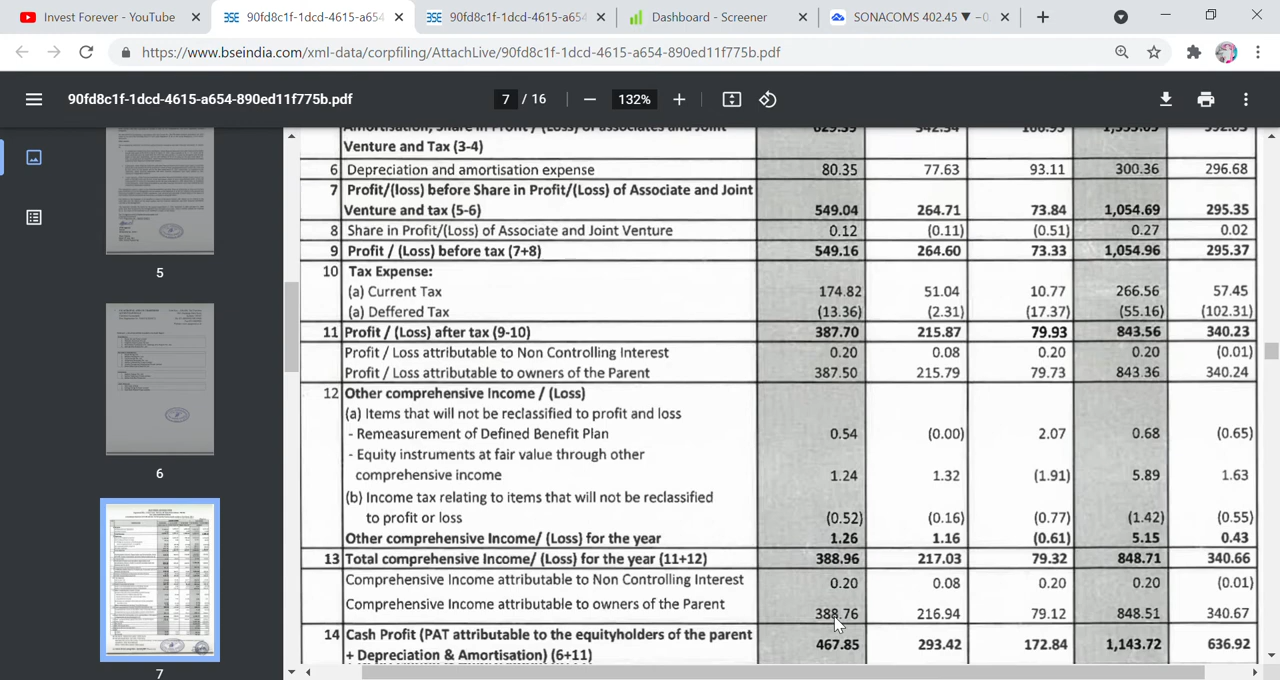 Invest Forever - YouTube
90fd8c1f-1dcd-4615-a654
90fd8c1f-1dcd-4615-a654
Dashboard - Screener
SONACOMS 402.45 ▼ −0.
https://www.bseindia.com/xml-data/corpfiling/AttachLive/90fd8c1f-1dcd-4615-a654-890ed11f775b.pdf
90fd8c1f-1dcd-4615-a654-890ed11f775b.pdf
7 / 16
132%
5
6
7
Amortisation, Share in Profit / (Loss) of associates and Joint
Venture and Tax (3-4)
6 Depreciation and amortisation expense 80.35 77.63 93.11 300.36 296.68
7 Profit/(loss) before Share in Profit/(Loss) of Associate and Joint
Venture and tax (5-6) 549.04 264.71 73.84 1,054.69 295.35
8 Share in Profit/(Loss) of Associate and Joint Venture 0.12 (0.11) (0.51) 0.27 0.02
9 Profit / (Loss) before tax (7+8) 549.16 264.60 73.33 1,054.96 295.37
10 Tax Expense:
(a) Current Tax 174.82 51.04 10.77 266.56 57.45
(a) Deffered Tax (13.36) (2.31) (17.37) (55.16) (102.31)
11 Profit / (Loss) after tax (9-10) 387.70 215.87 79.93 843.56 340.23
Profit / Loss attributable to Non Controlling Interest 0.20 0.08 0.20 0.20 (0.01)
Profit / Loss attributable to owners of the Parent 387.50 215.79 79.73 843.36 340.24
12 Other comprehensive Income / (Loss)
(a) Items that will not be reclassified to profit and loss
- Remeasurement of Defined Benefit Plan 0.54 (0.00) 2.07 0.68 (0.65)
- Equity instruments at fair value through other
comprehensive income 1.24 1.32 (1.91) 5.89 1.63
(b) Income tax relating to items that will not be reclassified
to profit or loss (0.52) (0.16) (0.77) (1.42) (0.55)
Other comprehensive Income/ (Loss) for the year 1.26 1.16 (0.61) 5.15 0.43
13 Total comprehensive Income/ (Loss) for the year (11+12) 388.96 217.03 79.32 848.71 340.66
Comprehensive Income attributable to Non Controlling Interest 0.20 0.08 0.20 0.20 (0.01)
Comprehensive Income attributable to owners of the Parent 388.76 216.94 79.12 848.51 340.67
14 Cash Profit (PAT attributable to the equityholders of the parent
+ Depreciation & Amortisation) (6+11) 467.85 293.42 172.84 1,143.72 636.92